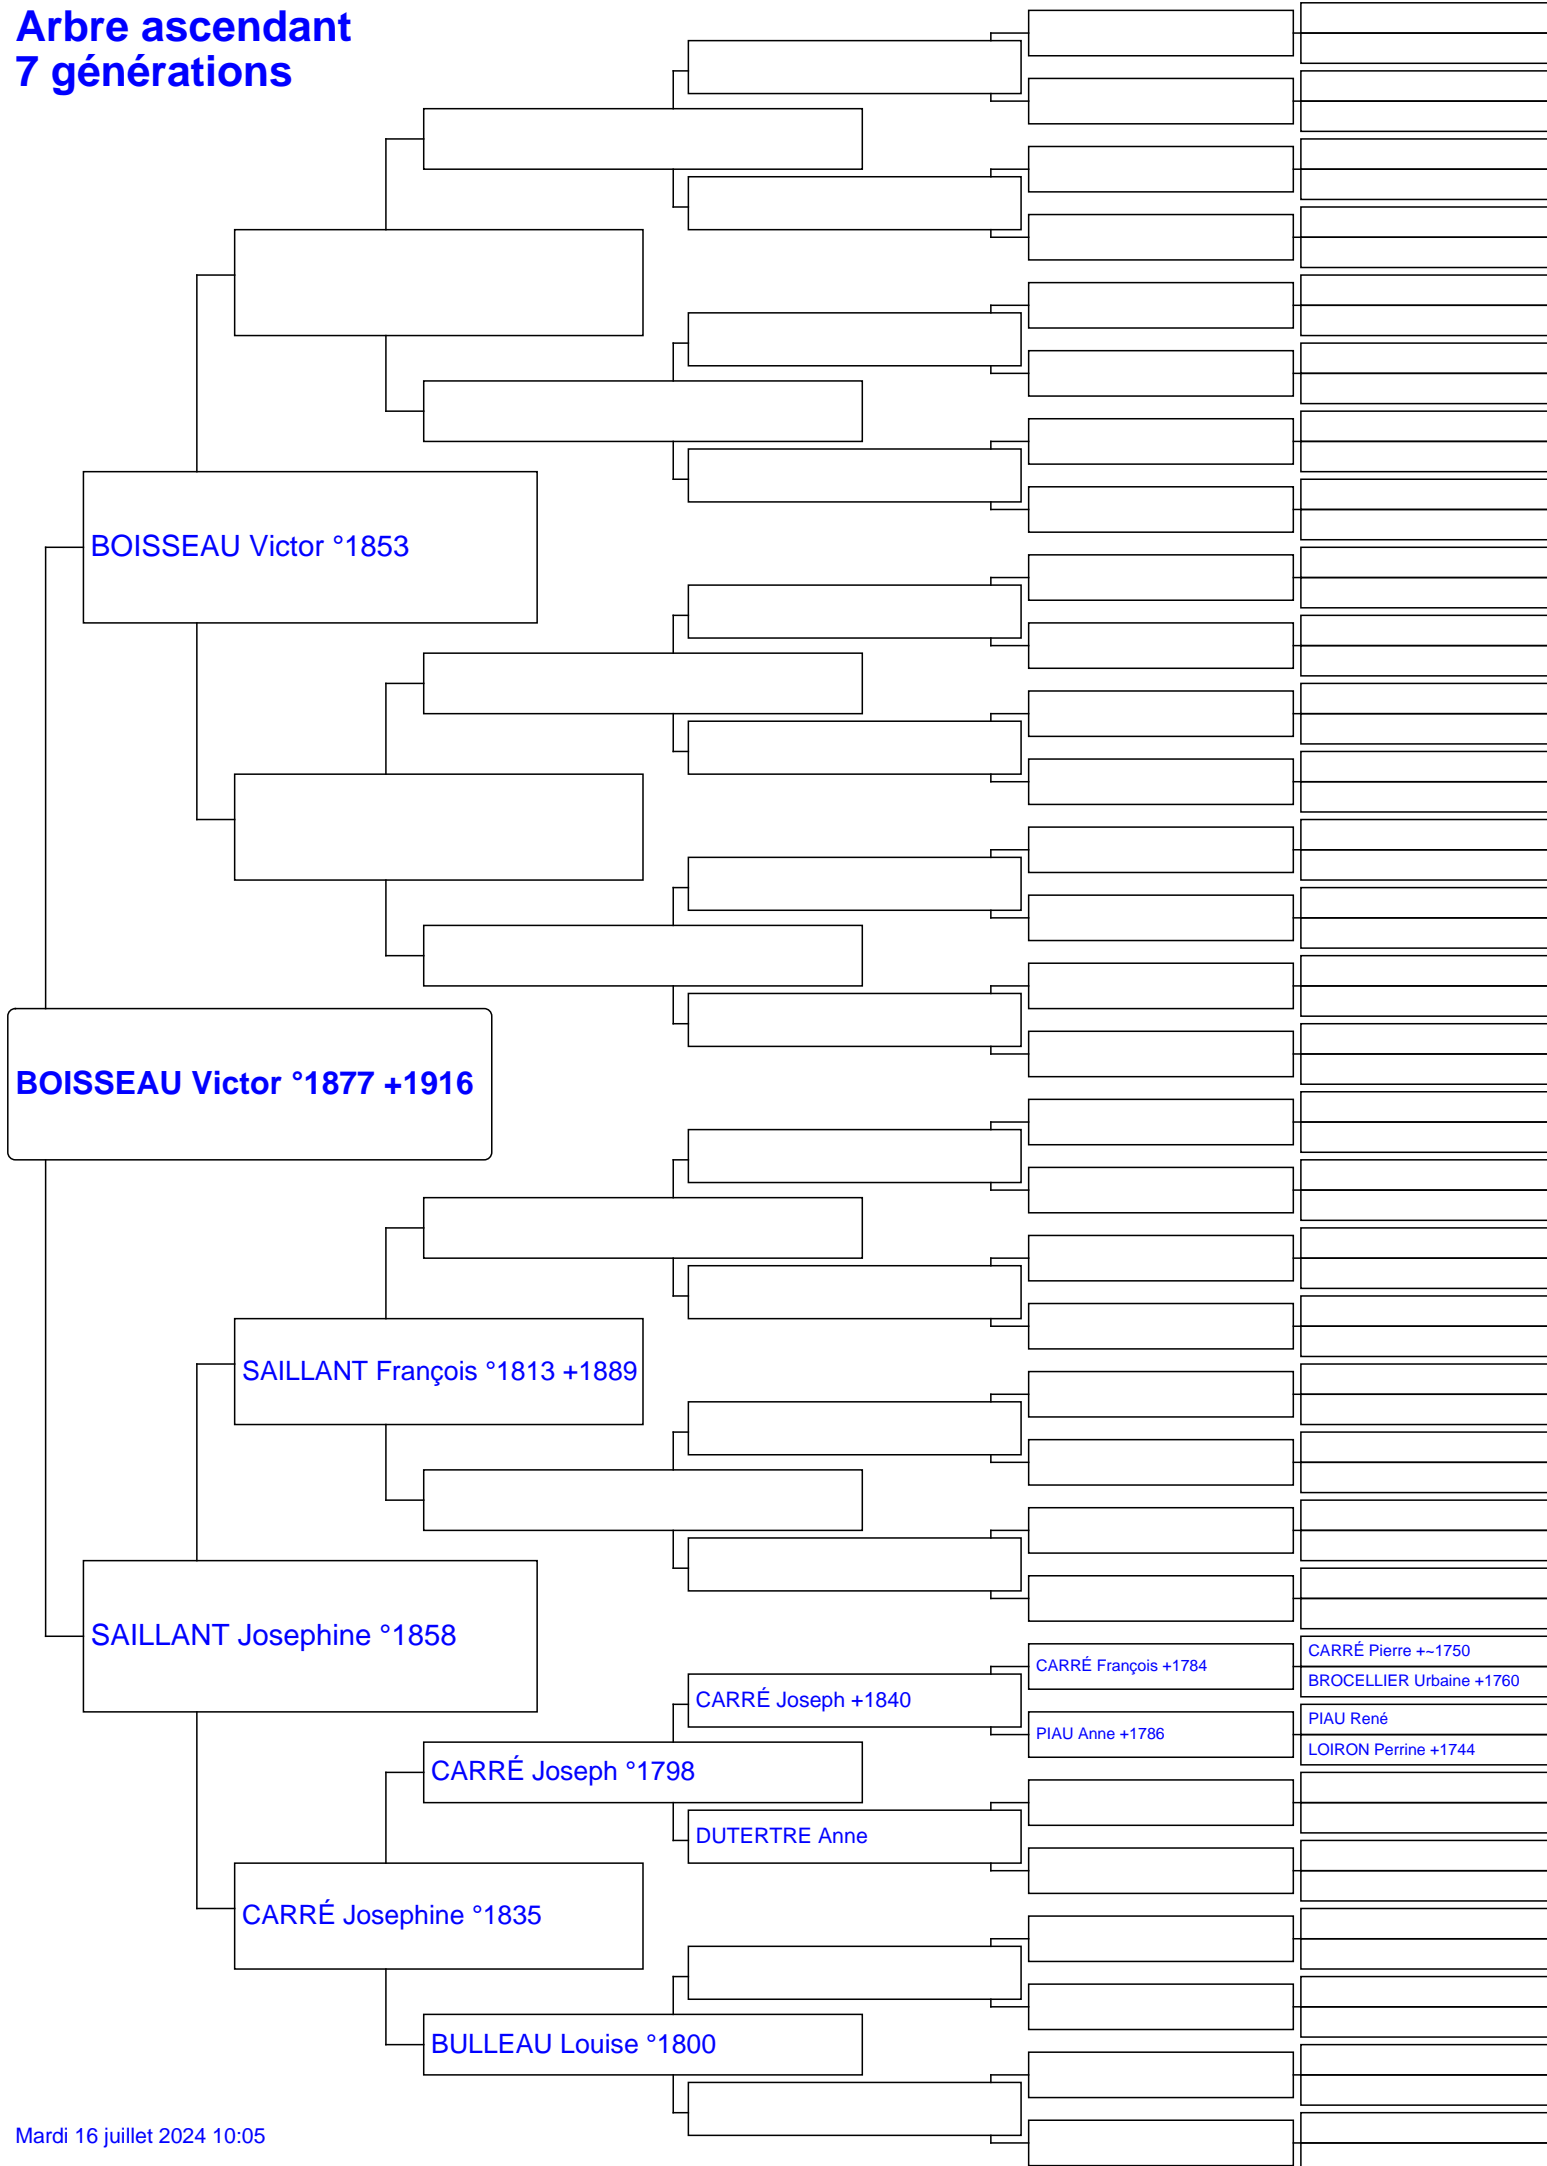 Arbre ascendant
7 générations
BOISSEAU Victor °1853
BOISSEAU Victor °1877 +1916
SAILLANT François °1813 +1889
SAILLANT Josephine °1858
CARRÉ Pierre +~1750
CARRÉ François +1784
BROCELLIER Urbaine +1760
CARRÉ Joseph +1840
PIAU René
PIAU Anne +1786
LOIRON Perrine +1744
CARRÉ Joseph °1798
DUTERTRE Anne
CARRÉ Josephine °1835
BULLEAU Louise °1800
Mardi 16 juillet 2024 10:05